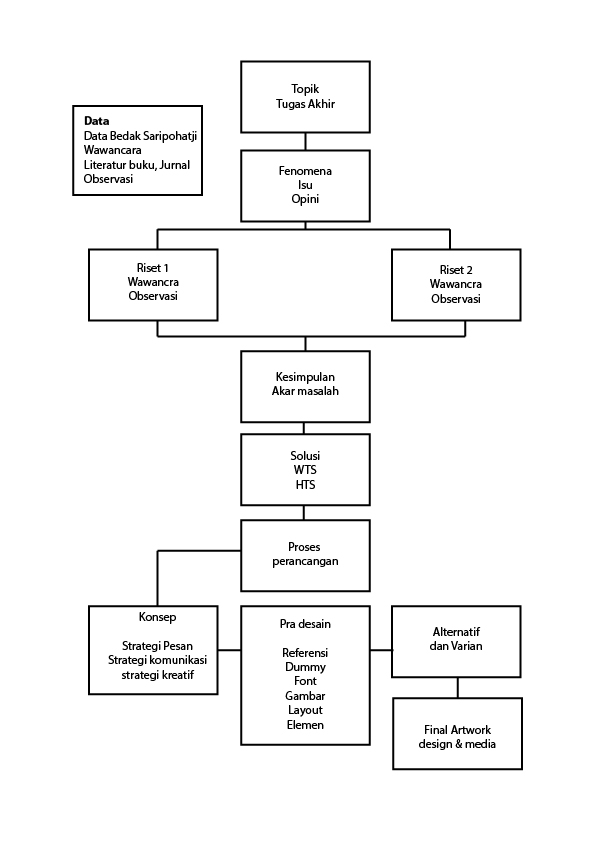 Topik
Tugas Akhir
Data
Data Bedak Saripohatji
Wawancara
Literatur buku, Jurnal
Observasi
Fenomena
Isu
Opini
Riset 1
Wawancra
Observasi
Riset 2
Wawancra
Observasi
Kesimpulan
Akar masalah
Solusi
WTS
HTS
Proses
perancangan
Konsep
Strategi Pesan
Strategi komunikasi
strategi kreatif
Pra desain
Referensi
Dummy
Font
Gambar
Layout
Elemen
Alternatif
dan Varian
Final Artwork
design & media